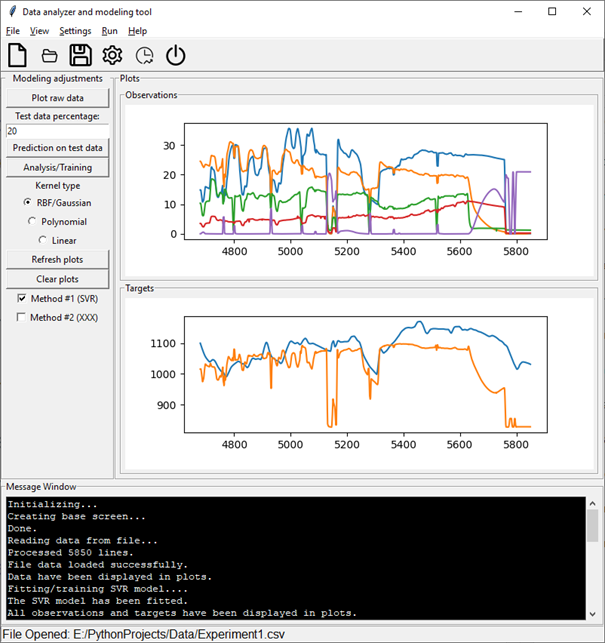 Data analyzer and modeling tool
File View Settings Run Help
Modeling adjustments
Plot raw data
Test data percentage:
20
Prediction on test data
Analysis/Training
Kernel type
RBF/Gaussian
Polynomial
Linear
Refresh plots
Clear plots
Method #1 (SVR)
Method #2 (XXX)
Plots
Observations
30
20
10
0
4800 5000 5200 5400 5600 5800
Targets
1100
1000
900
4800 5000 5200 5400 5600 5800
Message Window
Initializing...
Creating base screen...
Done.
Reading data from file...
Processed 5850 lines.
File data loaded successfully.
Data have been displayed in plots.
Fitting/training SVR model....
The SVR model has been fitted.
All observations and targets have been displayed in plots.
File Opened: E:/PythonProjects/Data/Experiment1.csv